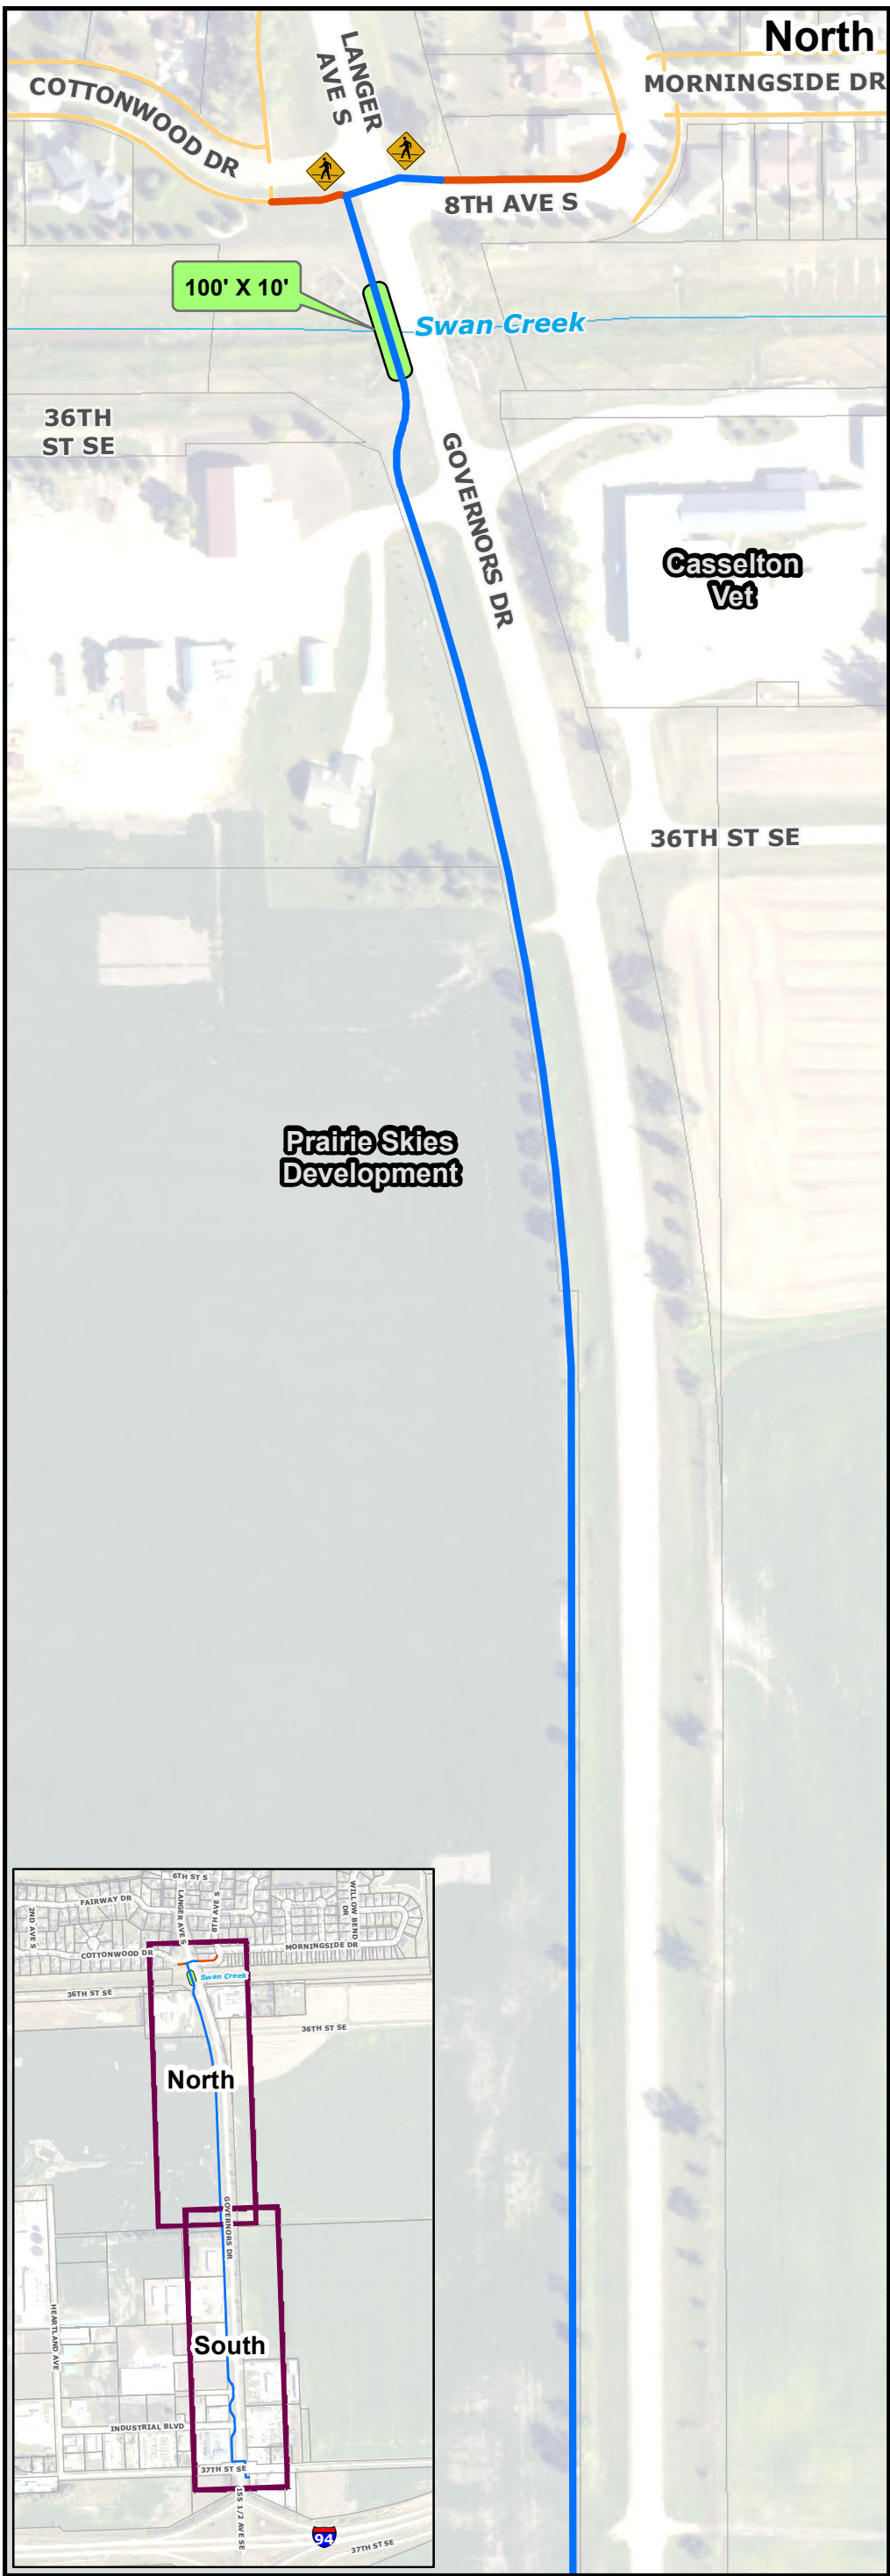 North
LANGER
AVE S
MORNINGSIDE DR
COTTONWOOD DR
8TH AVE S
100' X 10'
Swan Creek
36TH
ST SE
GOVERNORS DR
Casselton
Vet
36TH ST SE
Prairie Skies
Development
6TH ST S
FAIRWAY DR
2ND AVE S
LANGER AVE S
8TH AVE S
WILLOW BEND
DR
COTTONWOOD DR
MORNINGSIDE DR
Swan Creek
36TH ST SE
36TH ST SE
North
GOVERNORS DR
HEARTLAND AVE
South
INDUSTRIAL BLVD
37TH ST SE
155 1/2 AVE SE
94
37TH ST SE